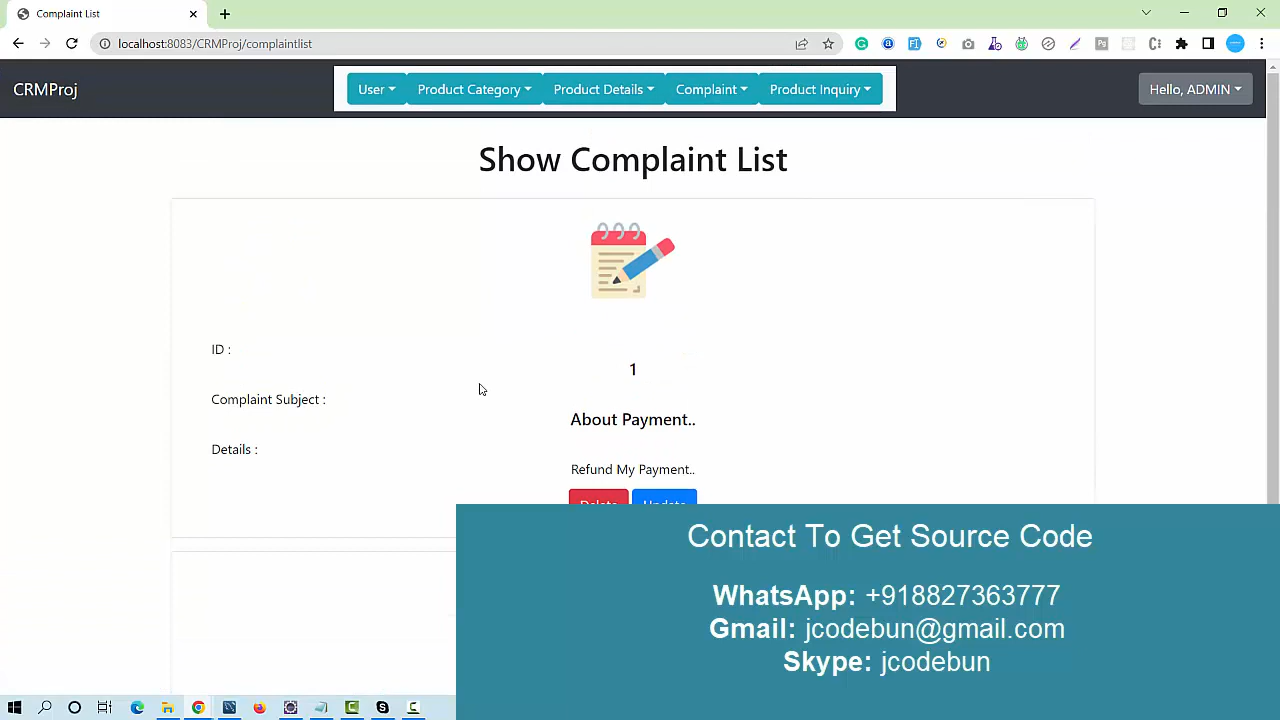 Complaint List
localhost:8083/CRMProj/complaintlist
CRMProj
User
Product Category
Product Details
Complaint
Product Inquiry
Hello, ADMIN
Show Complaint List
ID :
1
Complaint Subject :
About Payment..
Details :
Refund My Payment..
Delete
Update
Contact To Get Source Code
WhatsApp: +918827363777
Gmail: jcodebun@gmail.com
Skype: jcodebun